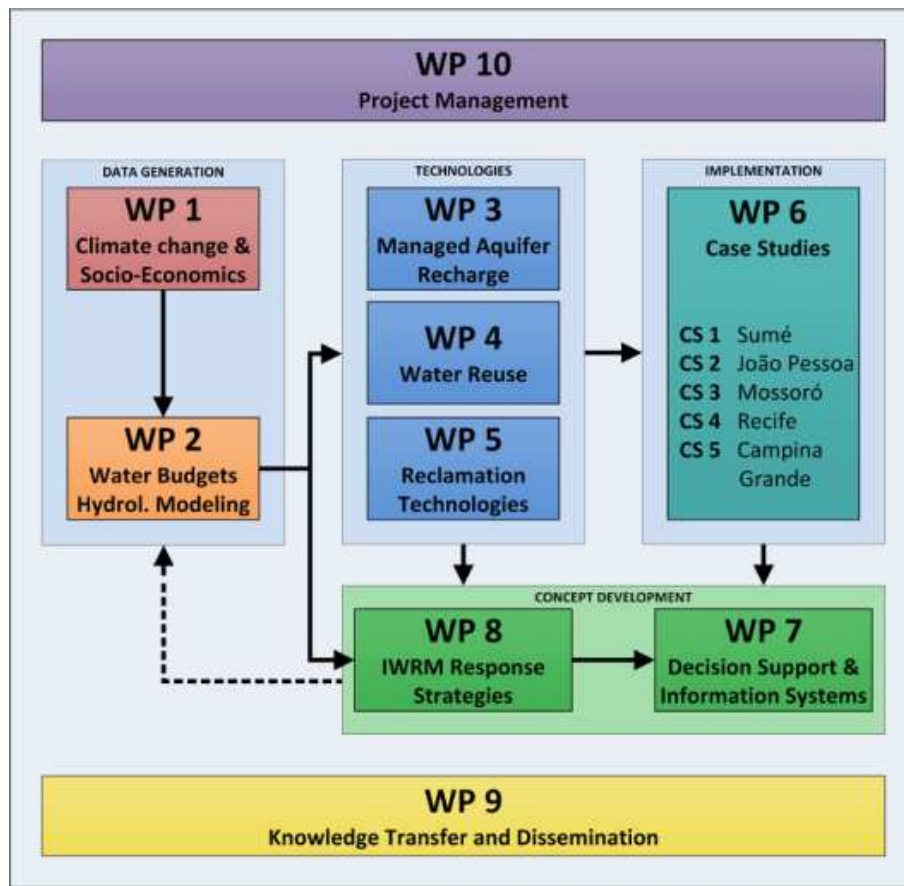 WP 10
Project Management
DATA GENERATION
WP 1
Climate change &
Socio-Economics
WP 2
Water Budgets
Hydrol. Modeling
TECHNOLOGIES
WP 3
Managed Aquifer
Recharge
WP 4
Water Reuse
WP 5
Reclamation
Technologies
IMPLEMENTATION
WP 6
Case Studies
CS 1 Sumé
CS 2 João Pessoa
CS 3 Mossoró
CS 4 Recife
CS 5 Campina
Grande
CONCEPT DEVELOPMENT
WP 8
IWRM Response
Strategies
WP 7
Decision Support &
Information Systems
WP 9
Knowledge Transfer and Dissemination